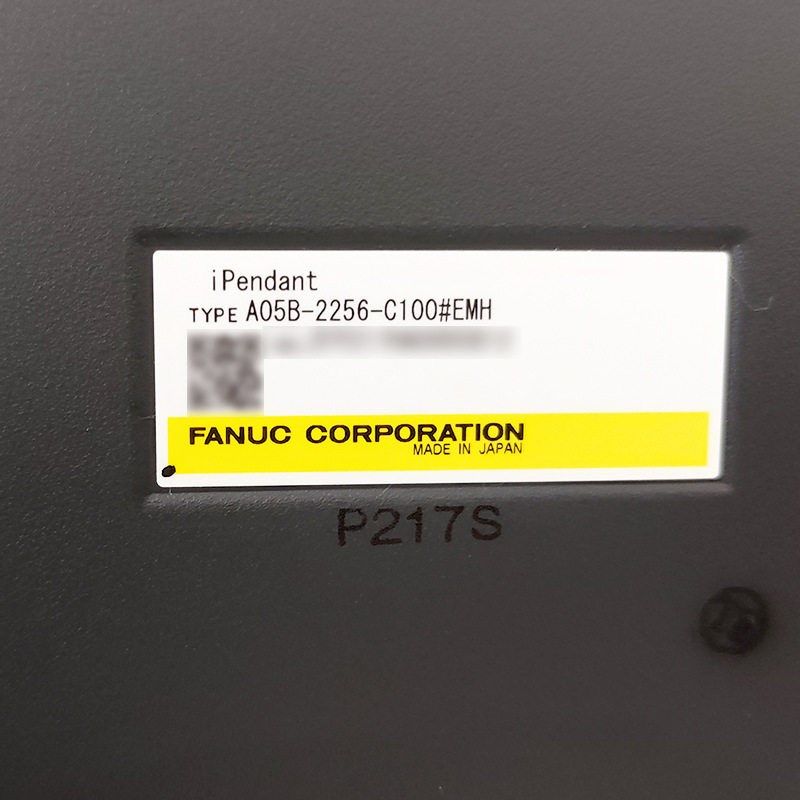 iPendant
TYPE A05B-2256-C100#EMH
FANUC CORPORATION
MADE IN JAPAN
P217S